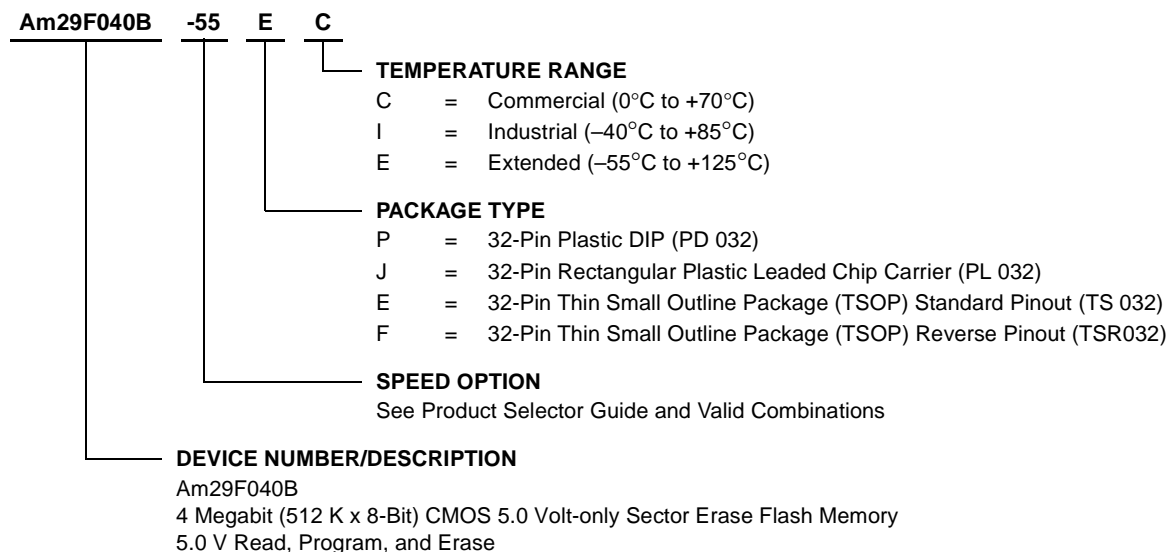 Am29F040B -55 E C
TEMPERATURE RANGE
C = Commercial (0°C to +70°C)
I = Industrial (–40°C to +85°C)
E = Extended (–55°C to +125°C)
PACKAGE TYPE
P = 32-Pin Plastic DIP (PD 032)
J = 32-Pin Rectangular Plastic Leaded Chip Carrier (PL 032)
E = 32-Pin Thin Small Outline Package (TSOP) Standard Pinout (TS 032)
F = 32-Pin Thin Small Outline Package (TSOP) Reverse Pinout (TSR032)
SPEED OPTION
See Product Selector Guide and Valid Combinations
DEVICE NUMBER/DESCRIPTION
Am29F040B
4 Megabit (512 K x 8-Bit) CMOS 5.0 Volt-only Sector Erase Flash Memory
5.0 V Read, Program, and Erase